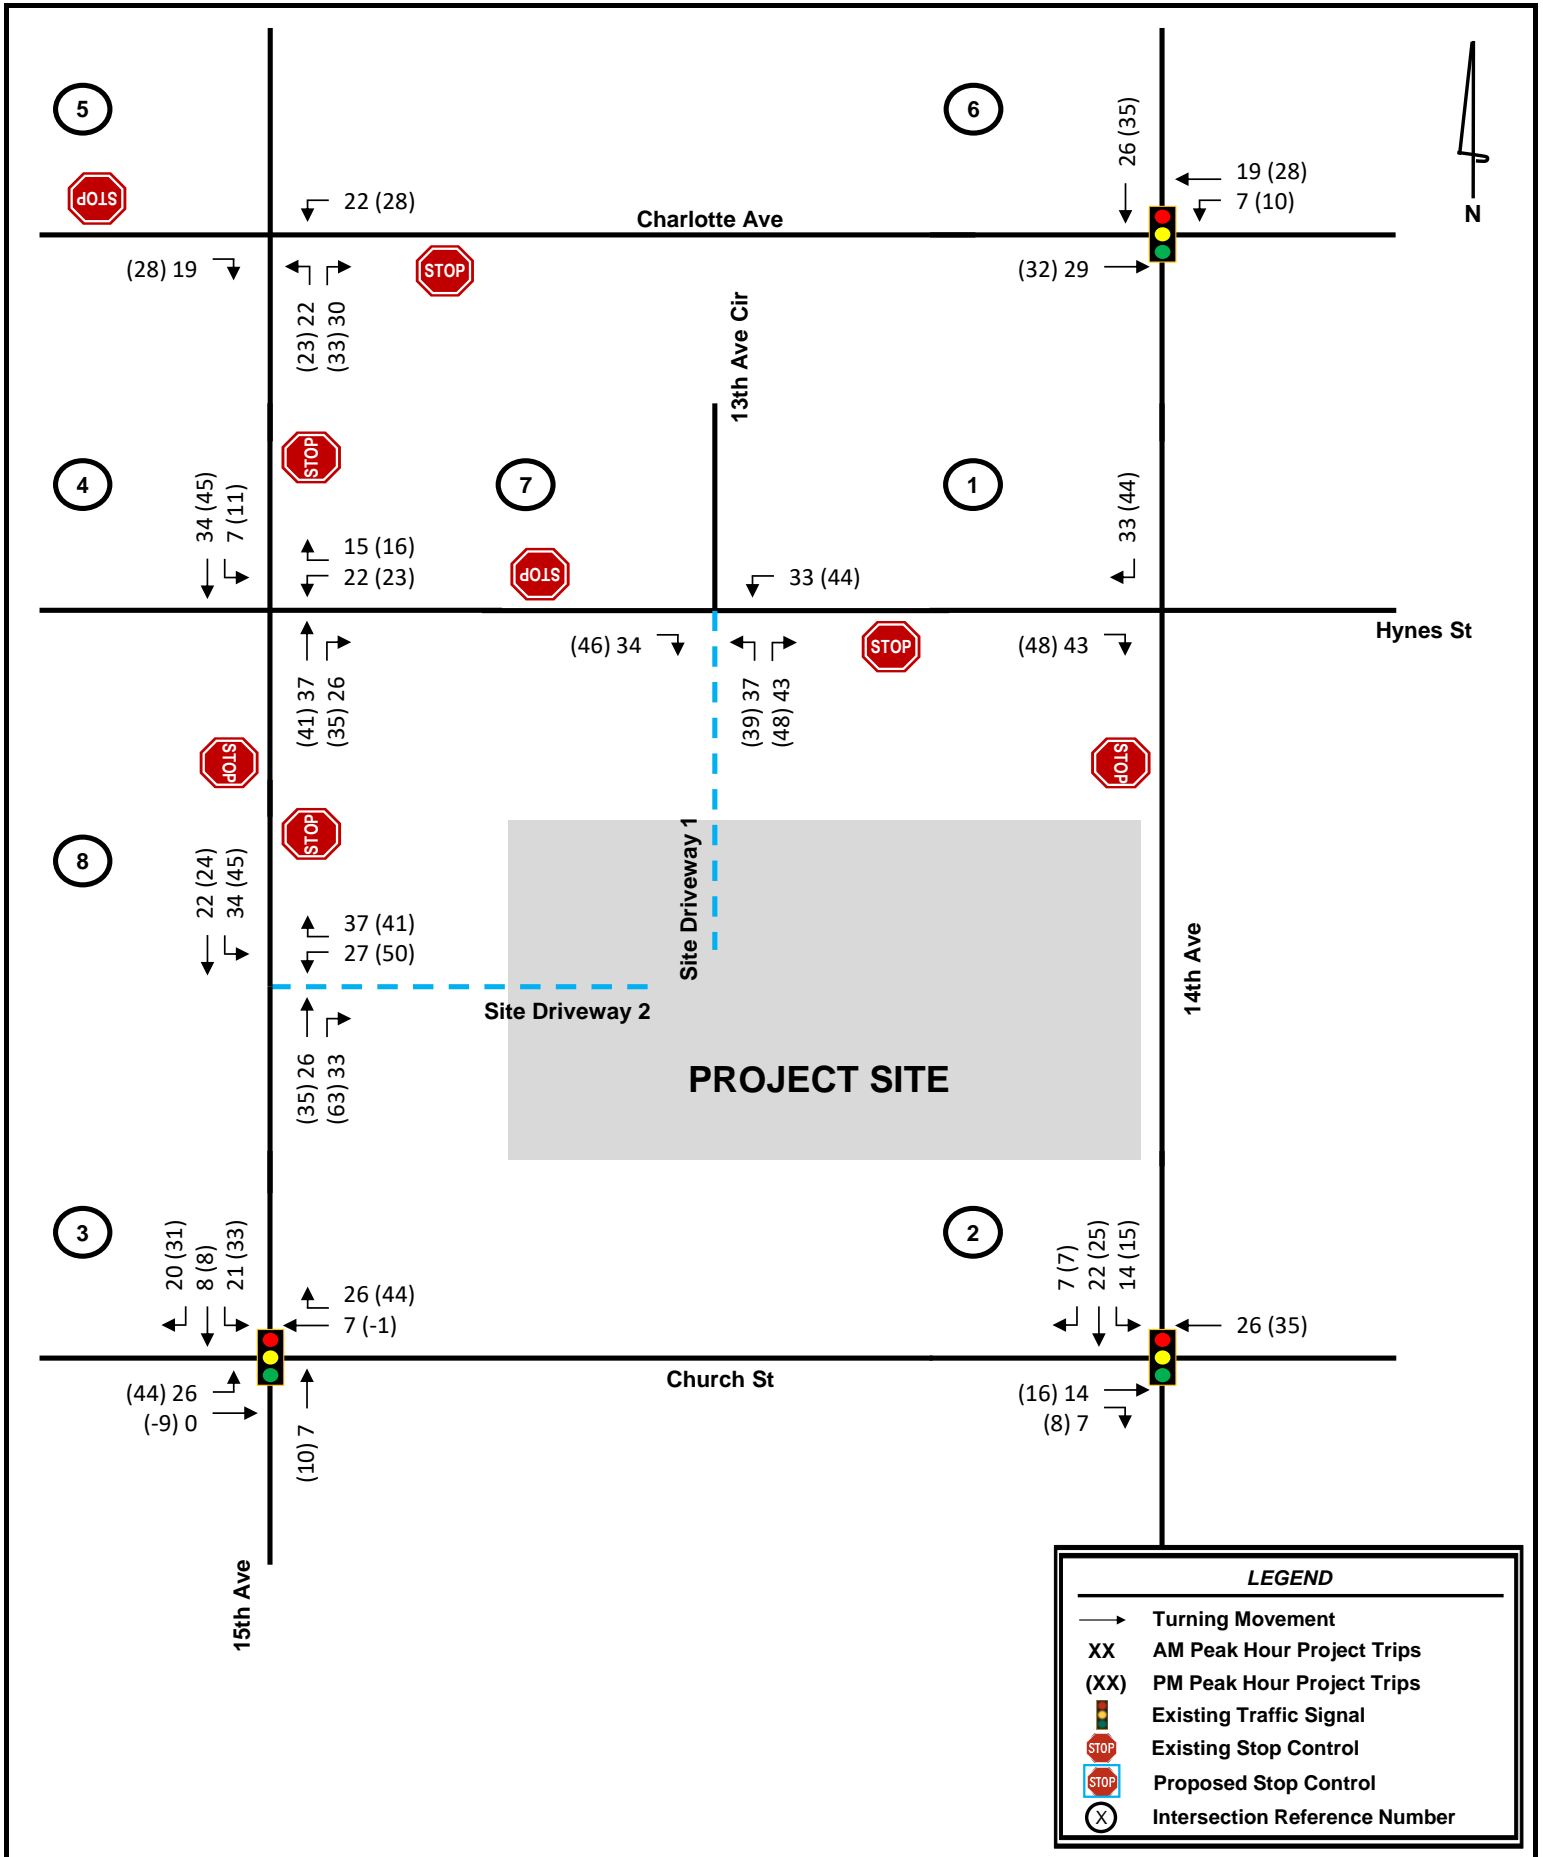 5
6
26 (35)
STOP
22 (28)
Charlotte Ave
19 (28)
7 (10)
N
(28) 19
STOP
(32) 29
(23) 22
(33) 30
13th Ave Cir
STOP
4
7
1
34 (45)
7 (11)
33 (44)
15 (16)
22 (23)
STOP
33 (44)
Hynes St
(46) 34
STOP
(48) 43
(41) 37
(35) 26
(39) 37
(48) 43
STOP
STOP
STOP
8
22 (24)
34 (45)
Site Driveway 1
37 (41)
27 (50)
14th Ave
Site Driveway 2
(35) 26
(63) 33
PROJECT SITE
3
2
20 (31)
8 (8)
21 (33)
7 (7)
22 (25)
14 (15)
26 (44)
7 (-1)
26 (35)
Church St
(44) 26
(-9) 0
(16) 14
(8) 7
(10) 7
15th Ave
LEGEND
Turning Movement
XX AM Peak Hour Project Trips
(XX) PM Peak Hour Project Trips
Existing Traffic Signal
STOP Existing Stop Control
STOP Proposed Stop Control
X Intersection Reference Number